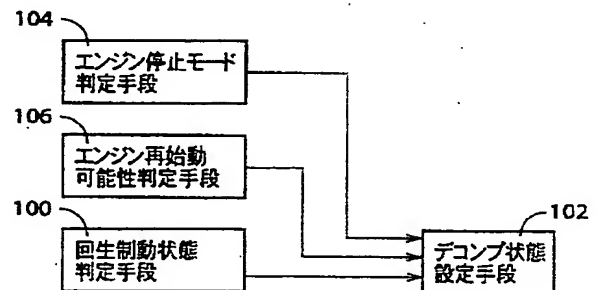 104
エンジン停止モード
判定手段
106
エンジン再始動
可能性判定手段
100
回生制動状態
判定手段
102
デコンプ状態
設定手段